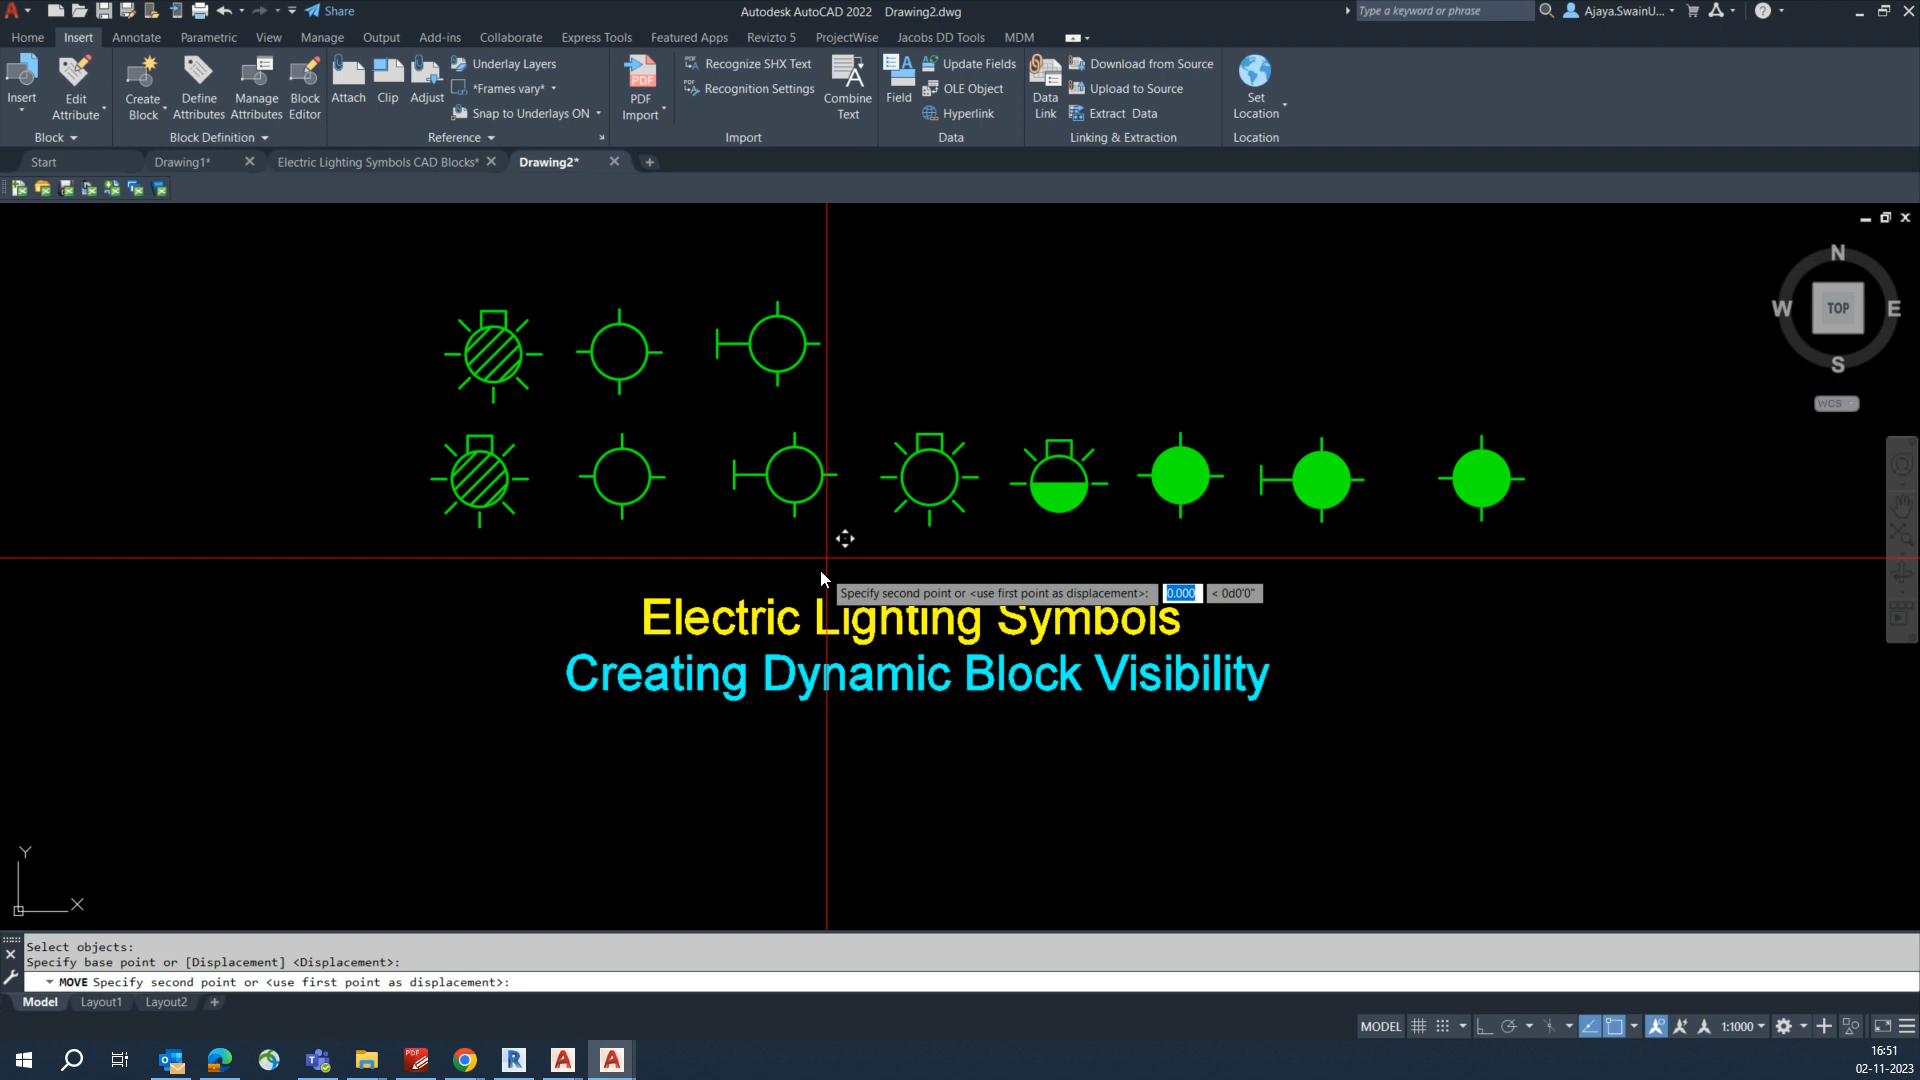 Share
Autodesk AutoCAD 2022 Drawing2.dwg
Type a keyword or phrase
Ajaya.SwainU...
Home Insert Annotate Parametric View Manage Output Add-ins Collaborate Express Tools Featured Apps Revizto 5 ProjectWise Jacobs DD Tools MDM
Insert
Edit Attribute
Create Block
Define Attributes
Manage Attributes
Block Editor
Attach
Clip
Adjust
Underlay Layers
*Frames vary*
Snap to Underlays ON
PDF Import
Recognize SHX Text
Recognition Settings
Combine Text
Field
Update Fields
OLE Object
Hyperlink
Data Link
Download from Source
Upload to Source
Extract Data
Set Location
Block
Block Definition
Reference
Import
Data
Linking & Extraction
Location
Start
Drawing1*
Electric Lighting Symbols CAD Blocks*
Drawing2*
N
W
TOP
E
S
WCS
Specify second point or <use first point as displacement>: 0.000 < 0d0'0"
Electric Lighting Symbols
Creating Dynamic Block Visibility
Y
X
Select objects:
Specify base point or [Displacement] <Displacement>:
MOVE Specify second point or <use first point as displacement>:
Model Layout1 Layout2
MODEL
1:1000
16:51
02-11-2023